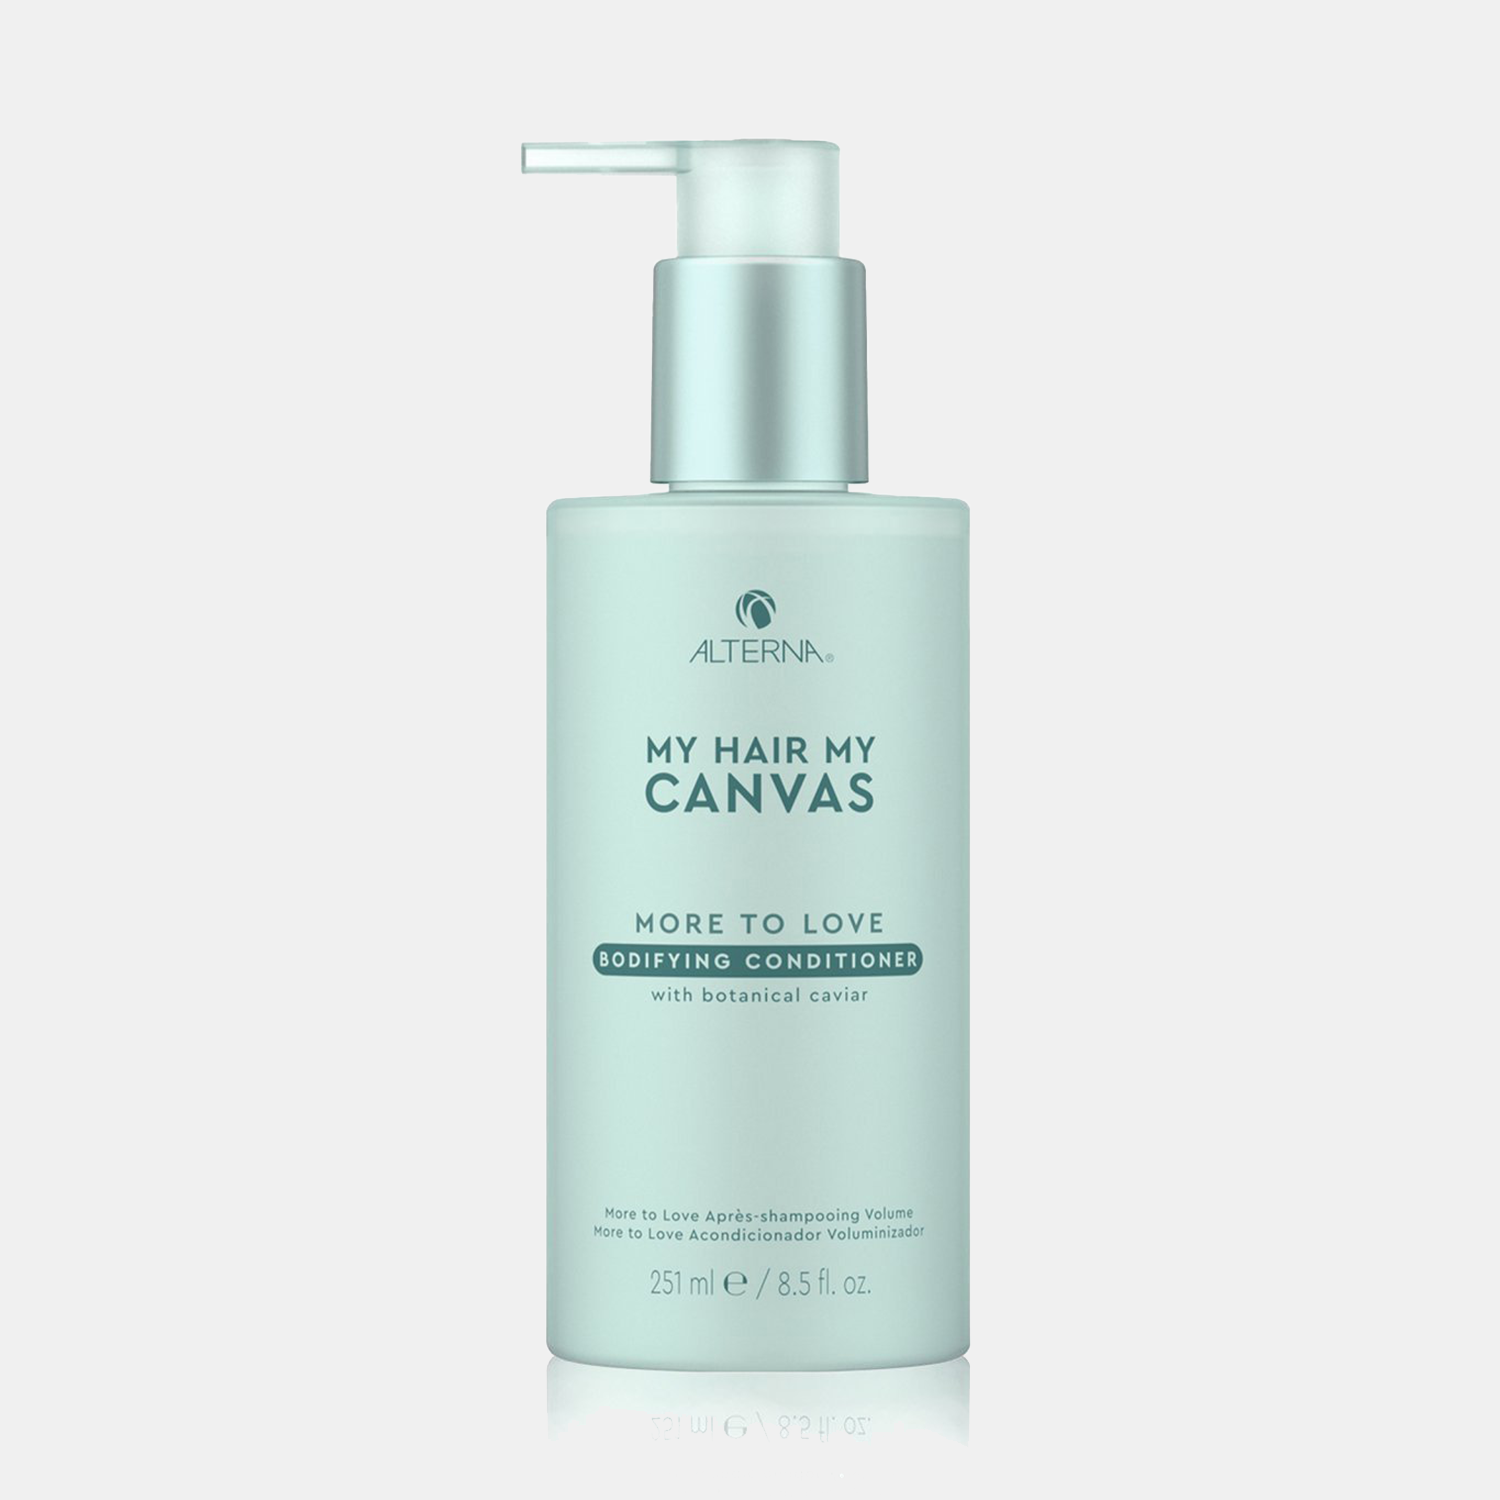 ALTERNA®
MY HAIR MY
CANVAS
MORE TO LOVE
BODIFYING CONDITIONER
with botanical caviar
More to Love Après-shampooing Volume
More to Love Acondicionador Voluminizador
251 ml ℮ / 8.5 fl. oz.